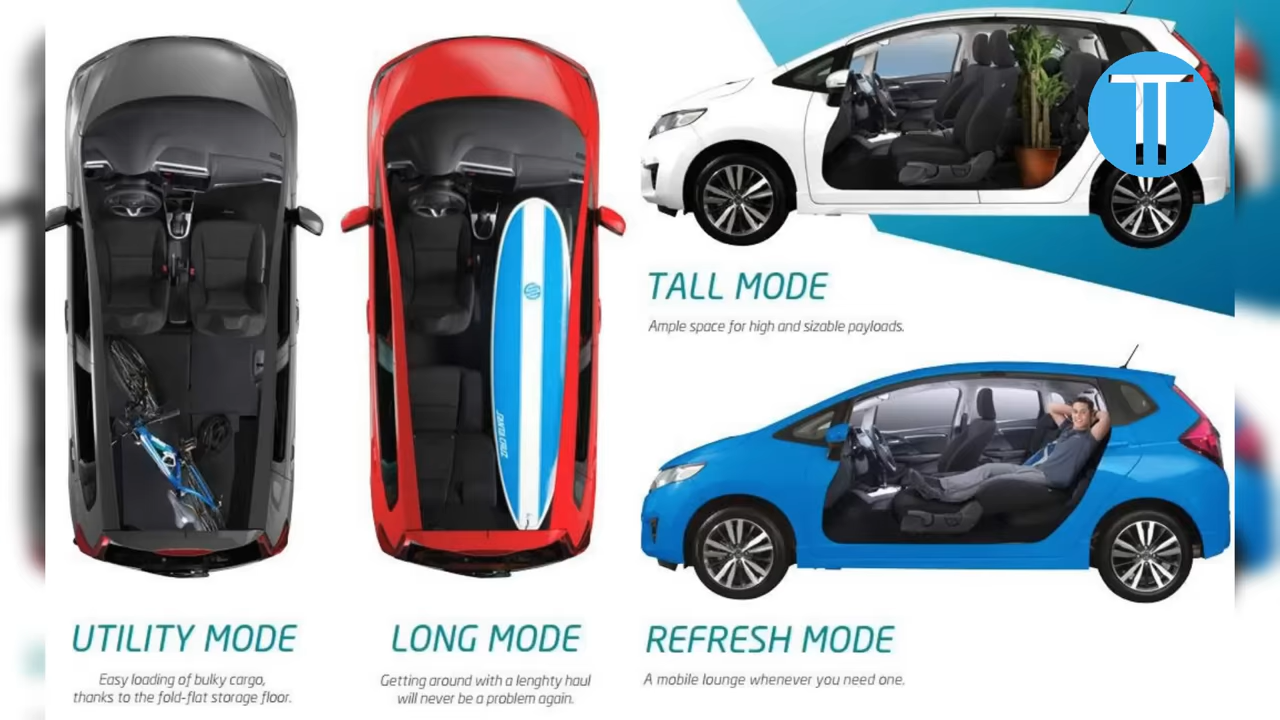 TALL MODE
Ample space for high and sizable payloads.
UTILITY MODE
Easy loading of bulky cargo,
thanks to the fold-flat storage floor.
LONG MODE
Getting around with a lenghty haul
will never be a problem again.
REFRESH MODE
A mobile lounge whenever you need one.